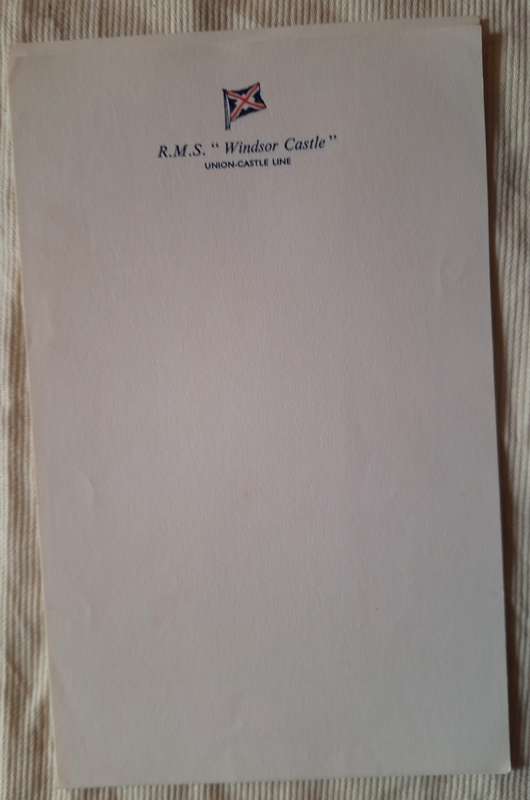 R.M.S. “ Windsor Castle ”
UNION-CASTLE LINE